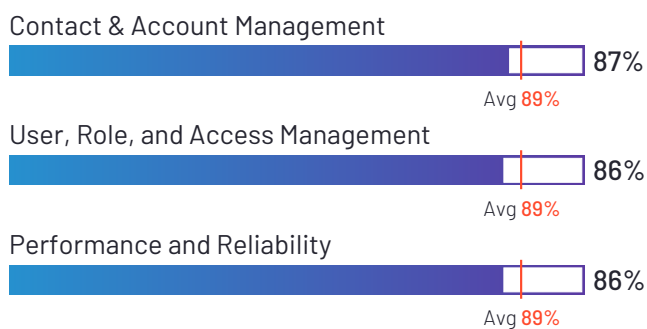 Contact & Account Management
87%
Avg 89%
User, Role, and Access Management
86%
Avg 89%
Performance and Reliability
86%
Avg 89%